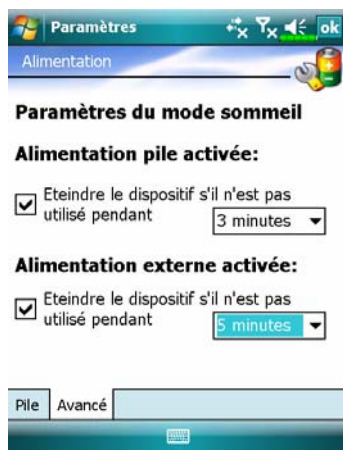 Paramètres ok
Alimentation
Paramètres du mode sommeil
Alimentation pile activée:
Eteindre le dispositif s'il n'est pas
utilisé pendant 3 minutes
Alimentation externe activée:
Eteindre le dispositif s'il n'est pas
utilisé pendant 5 minutes
Pile Avancé